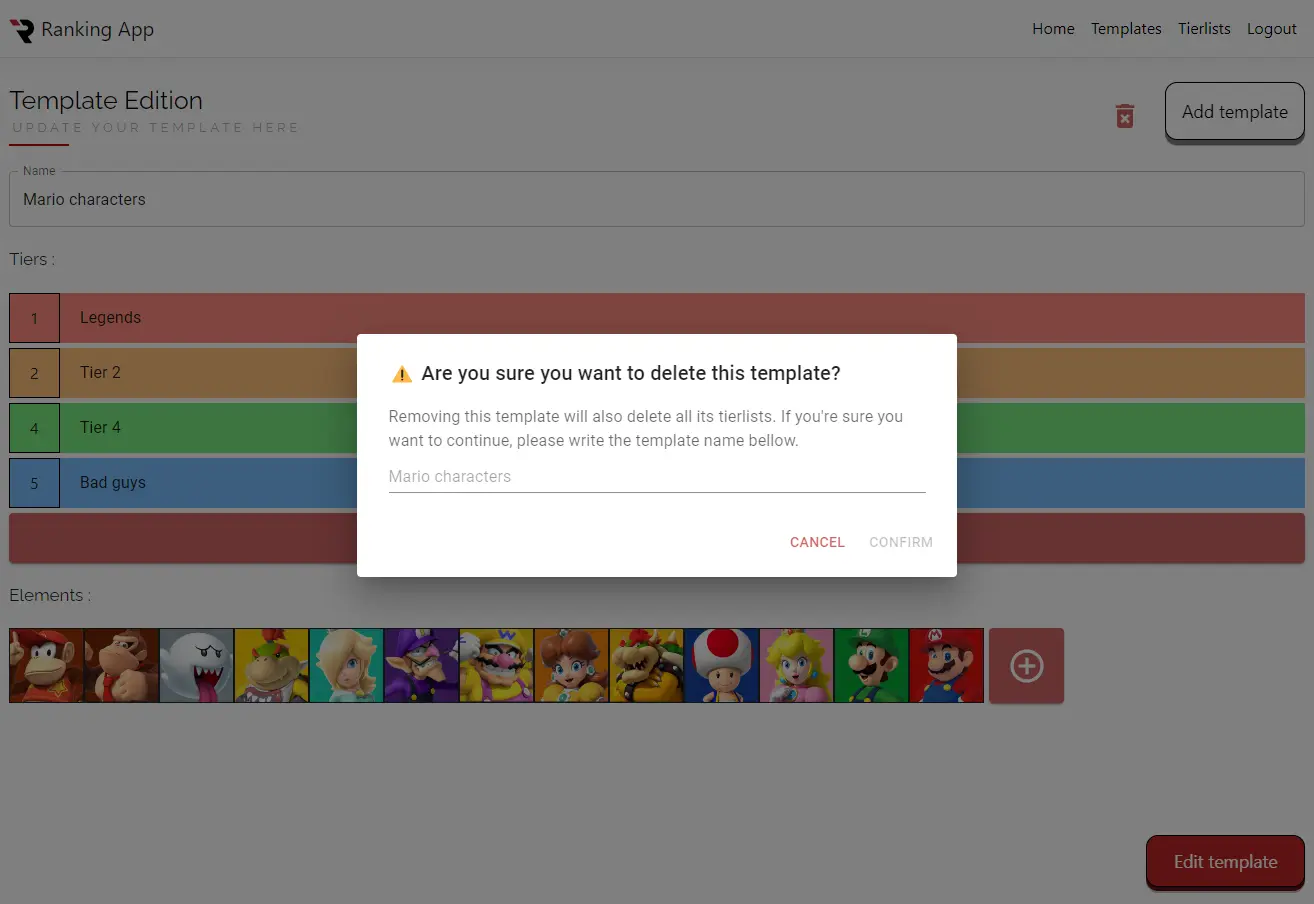 Ranking App
Home Templates Tierlists Logout
Template Edition
UPDATE YOUR TEMPLATE HERE
Add template
Name
Mario characters
Tiers :
1 Legends
2 Tier 2
4 Tier 4
5 Bad guys
Are you sure you want to delete this template?
Removing this template will also delete all its tierlists. If you're sure you
want to continue, please write the template name bellow.
Mario characters
CANCEL CONFIRM
Elements :
Edit template